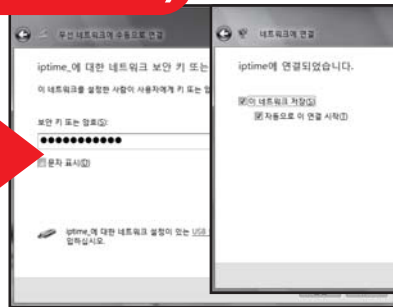 무선 네트워크에 수동으로 연결
iptime_에 대한 네트워크 보안 키 또는
이 네트워크를 설정한 사람이 사용자에게 키 또는
보안 키 또는 암호(S):
●●●●●●●●●●●
문자 표시(D)
iptime_에 대한 네트워크 설정이 있는 USB
입하십시오.
네트워크에 연결
iptime에 연결되었습니다.
이 네트워크 저장(S)
자동으로 이 연결 시작(T)